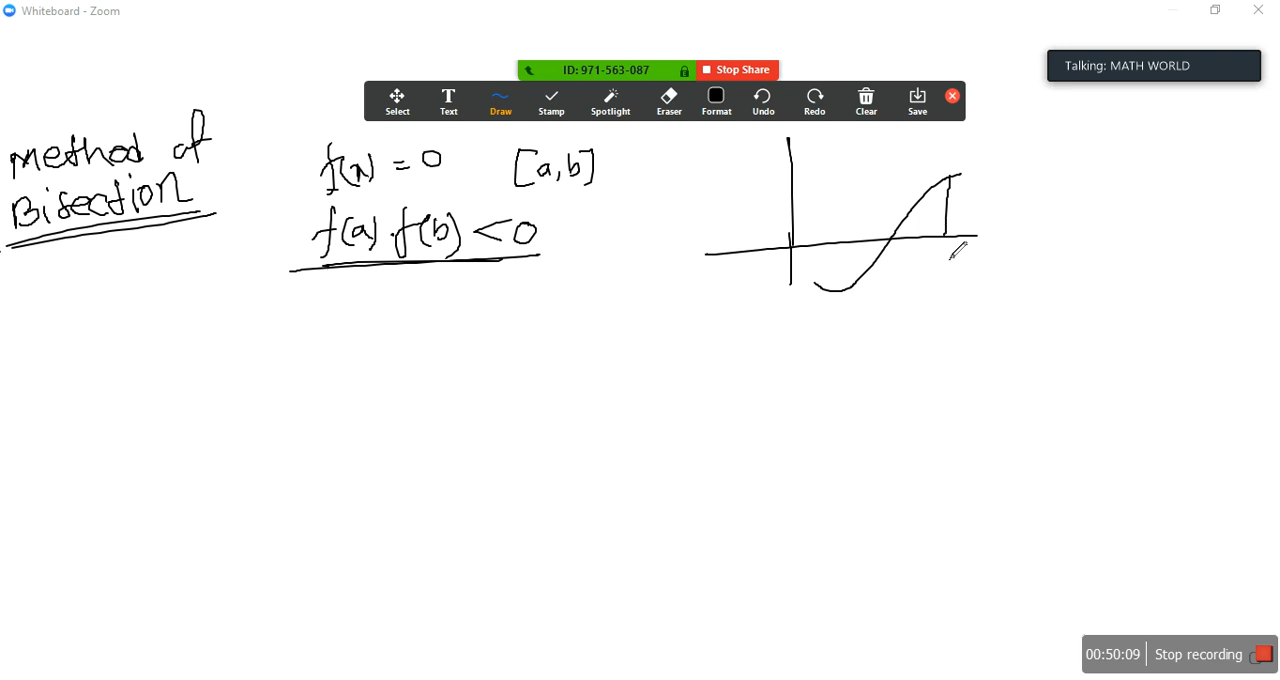 Whiteboard - Zoom
ID: 971-563-087 Stop Share
Talking: MATH WORLD
Select Text Draw Stamp Spotlight Eraser Format Undo Redo Clear Save
method of
Bisection
f(x) = 0 [a,b]
f(a).f(b) < 0
00:50:09 Stop recording